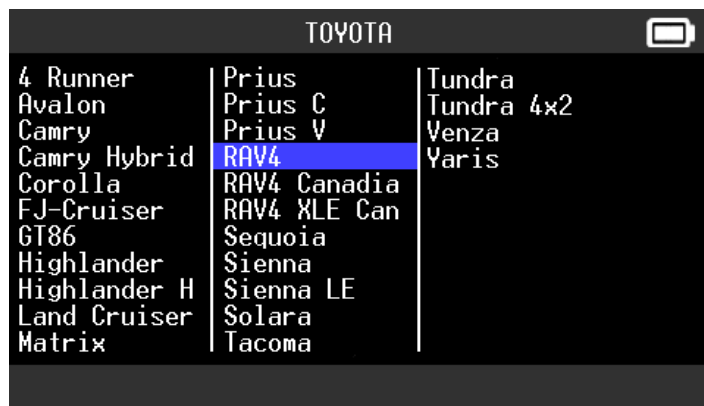 TOYOTA
4 Runner
Avalon
Camry
Camry Hybrid
Corolla
FJ-Cruiser
GT86
Highlander
Highlander H
Land Cruiser
Matrix
Prius
Prius C
Prius V
RAV4
RAV4 Canadia
RAV4 XLE Can
Sequoia
Sienna
Sienna LE
Solara
Tacoma
Tundra
Tundra 4x2
Venza
Yaris